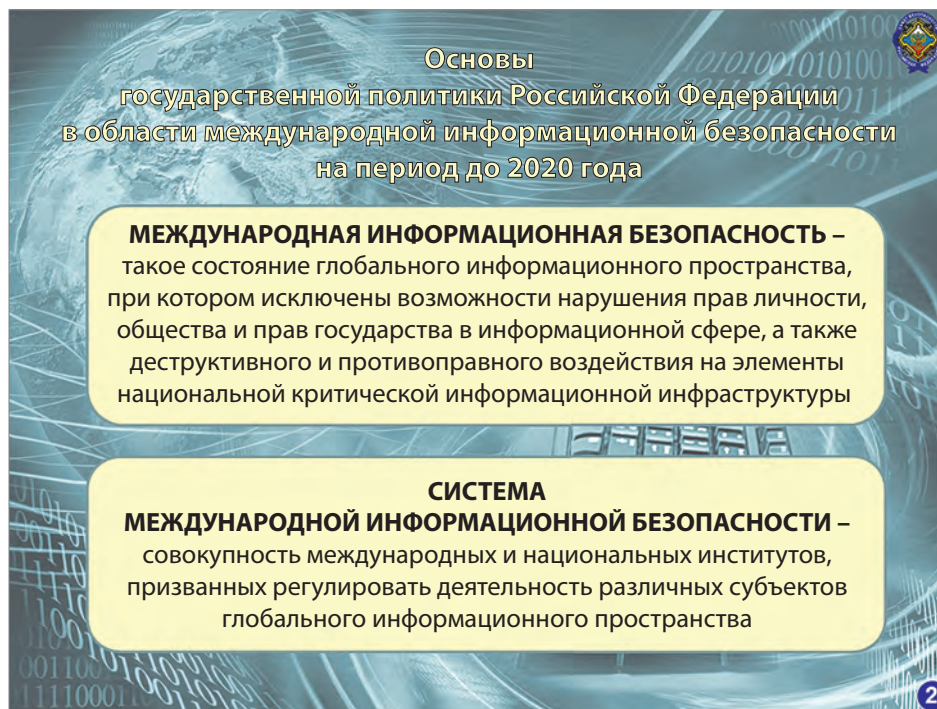 Основы
государственной политики Российской Федерации
в области международной информационной безопасности
на период до 2020 года
МЕЖДУНАРОДНАЯ ИНФОРМАЦИОННАЯ БЕЗОПАСНОСТЬ –
такое состояние глобального информационного пространства,
при котором исключены возможности нарушения прав личности,
общества и прав государства в информационной сфере, а также
деструктивного и противоправного воздействия на элементы
национальной критической информационной инфраструктуры
СИСТЕМА
МЕЖДУНАРОДНОЙ ИНФОРМАЦИОННОЙ БЕЗОПАСНОСТИ –
совокупность международных и национальных институтов,
призванных регулировать деятельность различных субъектов
глобального информационного пространства
2